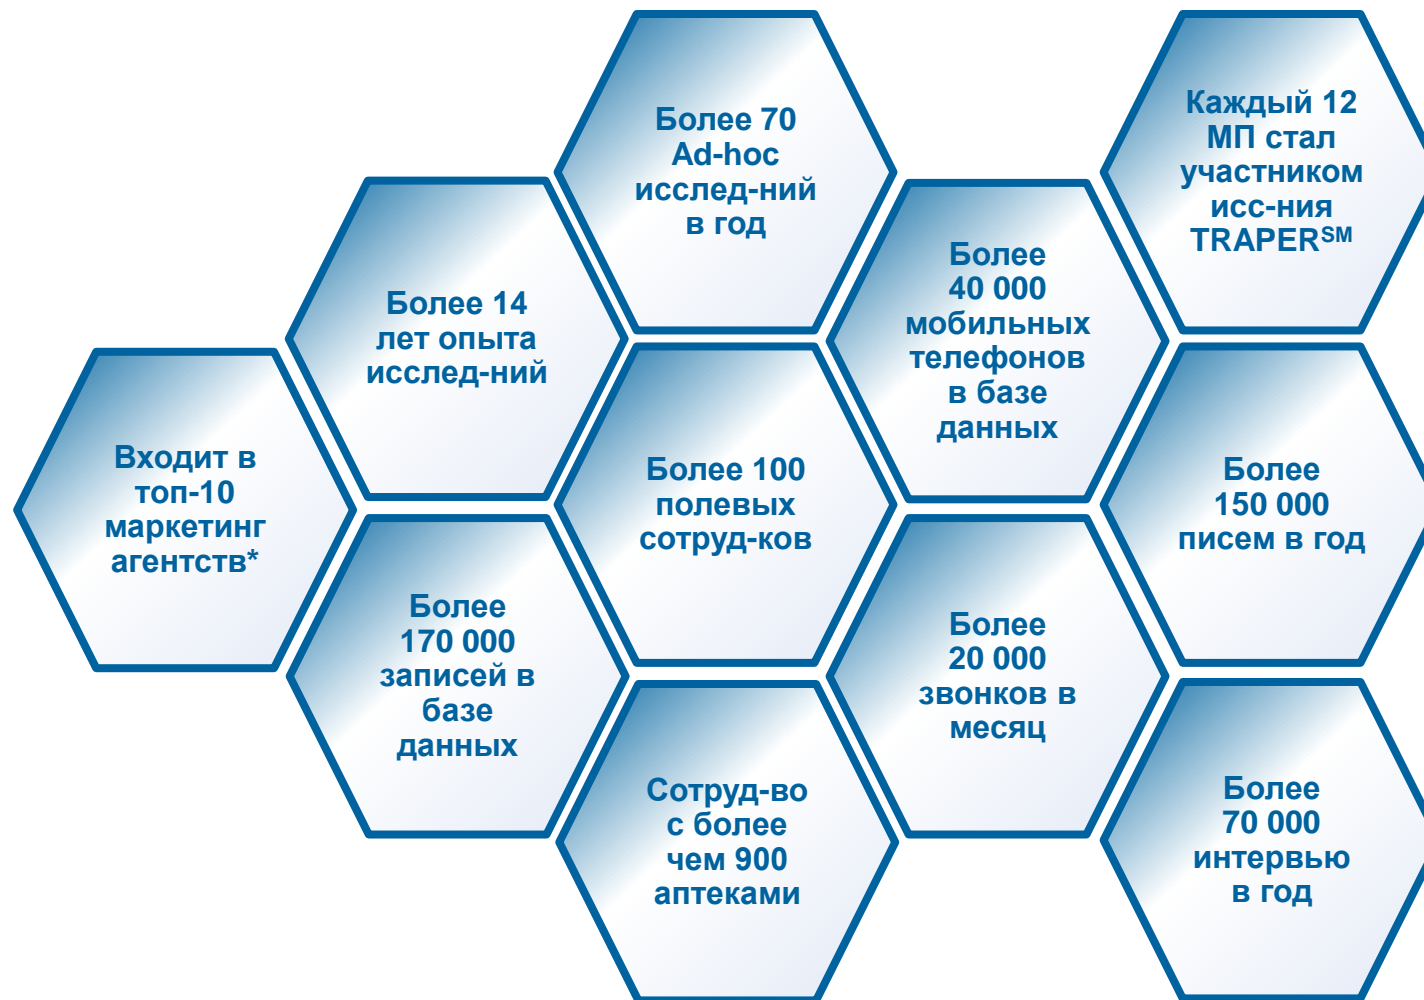 Входит в
топ-10
маркетинг
агентств*
Более 14
лет опыта
исслед-ний
Более
170 000
записей в
базе
данных
Более 70
Ad-hoc
исслед-ний
в год
Более 100
полевых
сотруд-ков
Сотруд-во
с более
чем 900
аптеками
Более
40 000
мобильных
телефонов
в базе
данных
Более
20 000
звонков в
месяц
Каждый 12
МП стал
участником
исс-ния
TRAPER℠
Более
150 000
писем в год
Более
70 000
интервью
в год